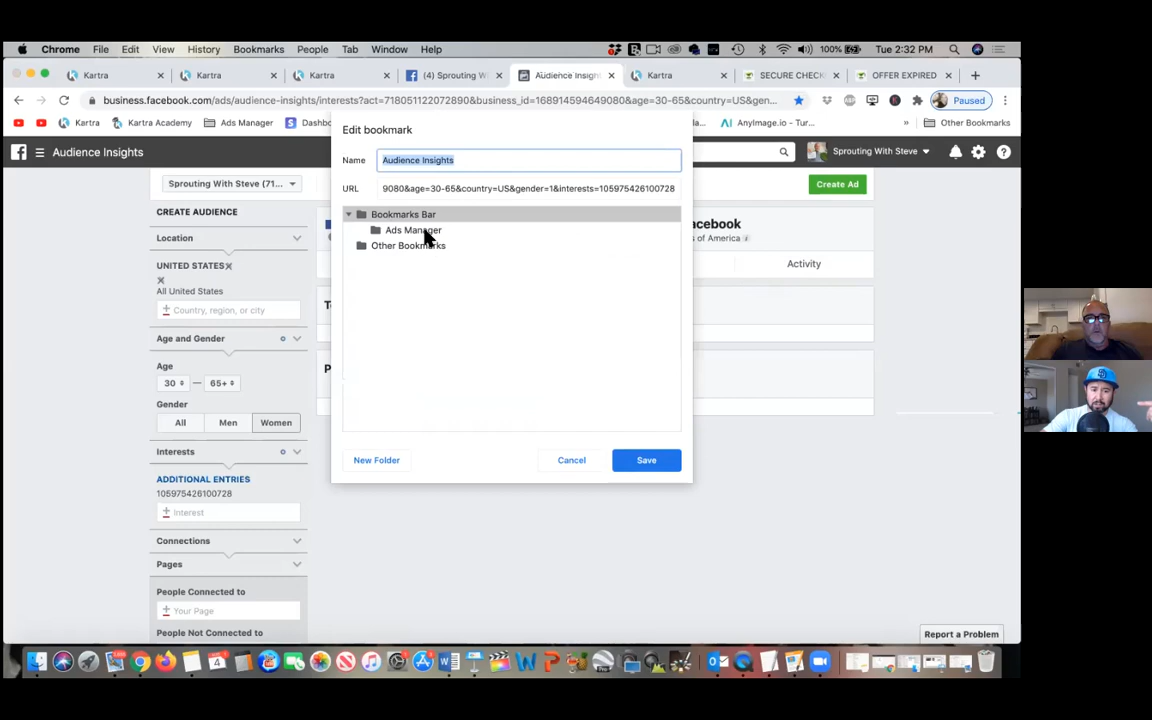 Chrome File Edit View History Bookmarks People Tab Window Help 100% Tue 2:32 PM
Kartra Kartra Kartra (4) Sprouting W Audience Insigh Kartra SECURE CHECK OFFER EXPIRED
business.facebook.com/ads/audience-insights/interests?act=718051122072890&business_id=168914594649080&age=30-65&country=US&gen... Paused
Kartra Kartra Academy Ads Manager Dashbo AnyImage.io - Tur... » Other Bookmarks
Audience Insights
Sprouting With Steve
Edit bookmark
Name Audience Insights
URL 9080&age=30-65&country=US&gender=1&interests=105975426100728
Bookmarks Bar
Ads Manager
Other Bookmarks
New Folder Cancel Save
Sprouting With Steve (71...
Create Ad
CREATE AUDIENCE
Location
UNITED STATES
All United States
Country, region, or city
Age and Gender
Age
30 — 65+
Gender
All Men Women
Interests
ADDITIONAL ENTRIES
105975426100728
Interest
Connections
Pages
People Connected to
Your Page
People Not Connected to
acebook
s of America
Activity
Report a Problem